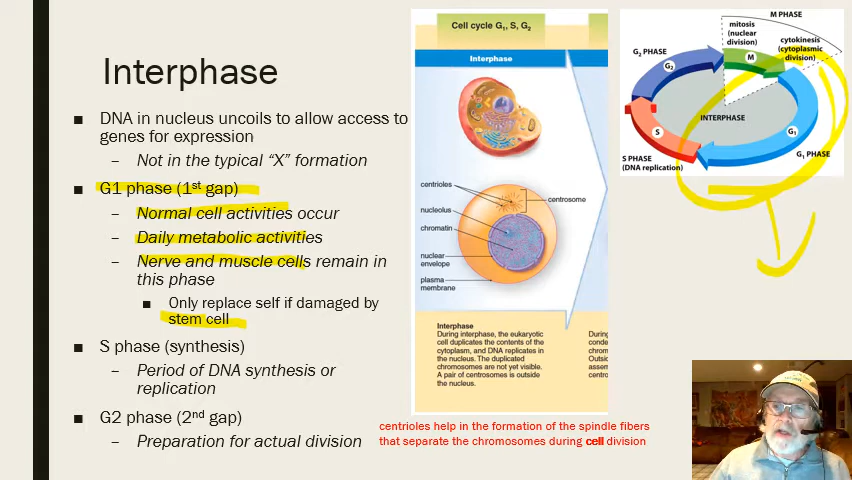 Interphase
DNA in nucleus uncoils to allow access to
genes for expression
– Not in the typical "X" formation
G1 phase (1st gap)
– Normal cell activities occur
– Daily metabolic activities
– Nerve and muscle cells remain in
this phase
Only replace self if damaged by
stem cell
S phase (synthesis)
– Period of DNA synthesis or
replication
G2 phase (2nd gap)
– Preparation for actual division
Cell cycle G1, S, G2
Interphase
centrioles
nucleolus
chromatin
nuclear
envelope
plasma
membrane
centrosome
Interphase
During interphase, the eukaryotic
cell duplicates the contents of the
cytoplasm, and DNA replicates in
the nucleus. The duplicated
chromosomes are not yet visible.
A pair of centrosomes is outside
the nucleus.
During
conde
chrom
Outsid
assem
centro
M PHASE
mitosis
(nuclear
division)
cytokinesis
(cytoplasmic
division)
G2 PHASE
G2
M
INTERPHASE
S
G1
G1 PHASE
S PHASE
(DNA replication)
centrioles help in the formation of the spindle fibers
that separate the chromosomes during cell division